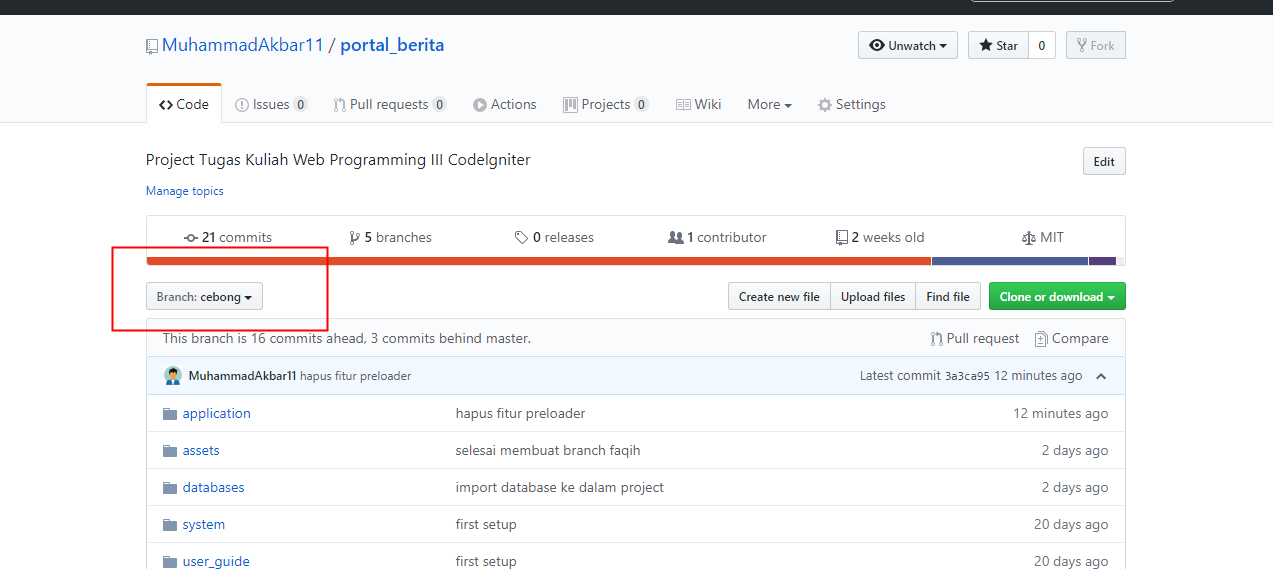 MuhammadAkbar11 / portal_berita
Unwatch Star 0 Fork
Code Issues 0 Pull requests 0 Actions Projects 0 Wiki More Settings
Project Tugas Kuliah Web Programming III CodeIgniter
Edit
Manage topics
21 commits 5 branches 0 releases 1 contributor 2 weeks old MIT
Branch: cebong Create new file Upload files Find file Clone or download
This branch is 16 commits ahead, 3 commits behind master. Pull request Compare
MuhammadAkbar11 hapus fitur preloader Latest commit 3a3ca95 12 minutes ago
application hapus fitur preloader 12 minutes ago
assets selesai membuat branch faqih 2 days ago
databases import database ke dalam project 2 days ago
system first setup 20 days ago
user_guide first setup 20 days ago